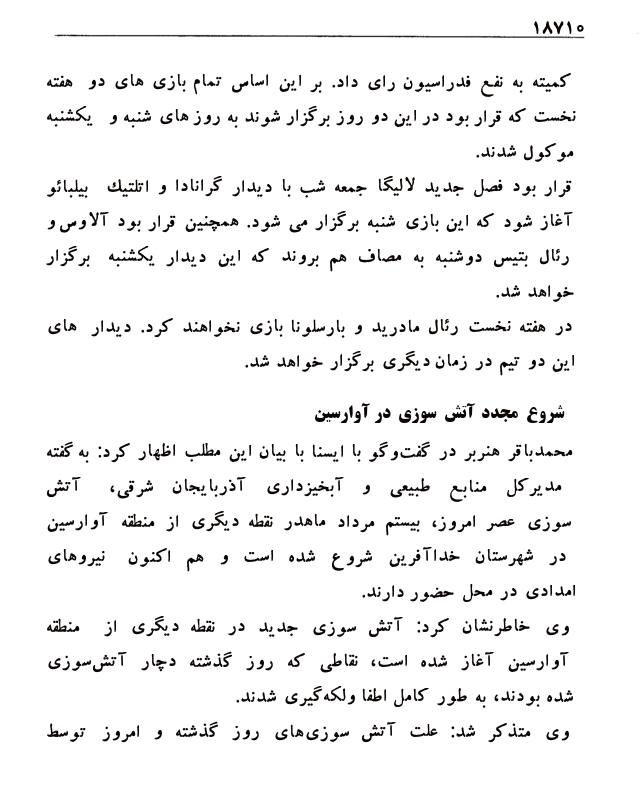 ۱۸۷۱۰
کمیته به نفع فدراسیون رای داد. بر این اساس تمام بازی های دو هفته
نخست که قرار بود در این دو روز برگزار شوند به روز های شنبه و یکشنبه
موکول شدند.
قرار بود فصل جدید لالیگا جمعه شب با دیدار گرانادا و اتلتیك بیلبائو
آغاز شود که این بازی شنبه برگزار می شود. همچنین قرار بود آلاوس و
رئال بتیس دوشنبه به مصاف هم بروند که این دیدار یکشنبه برگزار
خواهد شد.
در هفته نخست رئال مادرید و بارسلونا بازی نخواهند کرد. دیدار های
این دو تیم در زمان دیگری برگزار خواهد شد.
شروع مجدد آتش سوزی در آوارسین
محمدباقر هنربر در گفت‌وگو با ایسنا با بیان این مطلب اظهار کرد: به گفته
مدیرکل منابع طبیعی و آبخیزداری آذربایجان شرقی، آتش
سوزی عصر امروز، بیستم مرداد ماهدر نقطه دیگری از منطقه آوارسین
در شهرستان خداآفرین شروع شده است و هم اکنون نیروهای
امدادی در محل حضور دارند.
وی خاطرنشان کرد: آتش سوزی جدید در نقطه دیگری از منطقه
آوارسین آغاز شده است، نقاطی که روز گذشته دچار آتش‌سوزی
شده بودند، به طور کامل اطفا ولکه‌گیری شدند.
وی متذکر شد: علت آتش سوزی‌های روز گذشته و امروز توسط